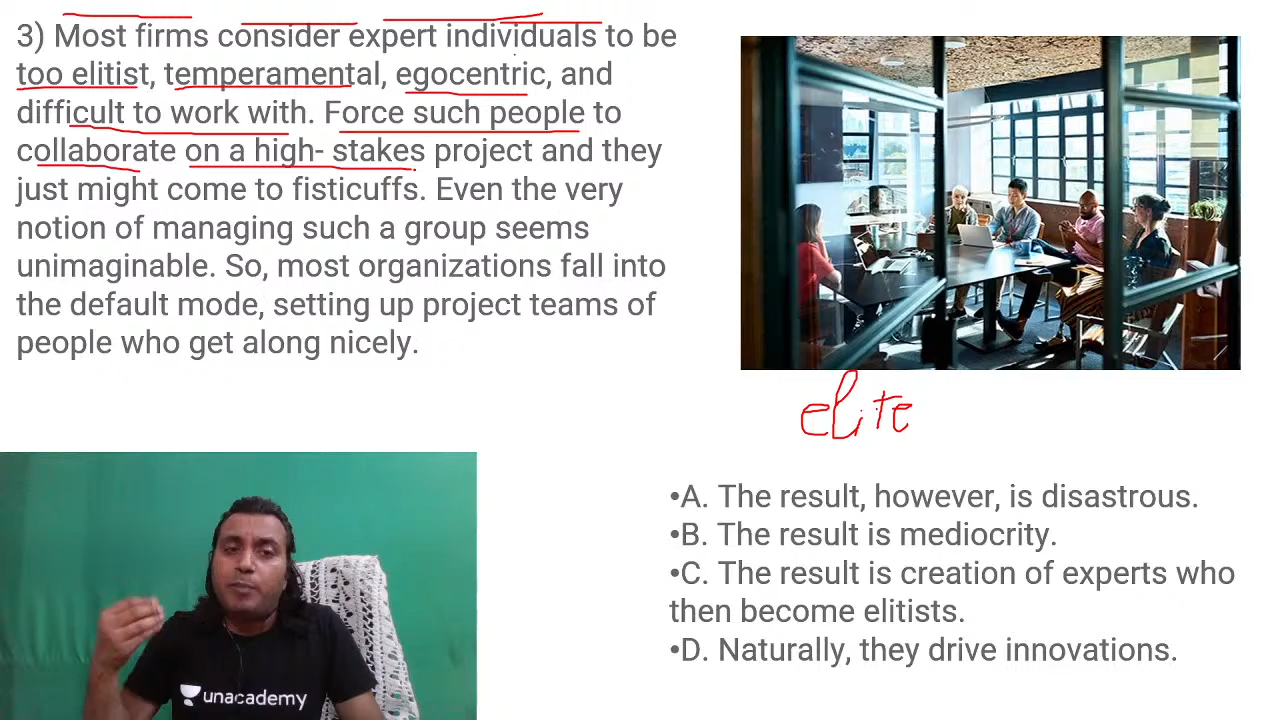 3) Most firms consider expert individuals to be
too elitist, temperamental, egocentric, and
difficult to work with. Force such people to
collaborate on a high- stakes project and they
just might come to fisticuffs. Even the very
notion of managing such a group seems
unimaginable. So, most organizations fall into
the default mode, setting up project teams of
people who get along nicely.
elite
•A. The result, however, is disastrous.
•B. The result is mediocrity.
•C. The result is creation of experts who
then become elitists.
•D. Naturally, they drive innovations.
unacademy